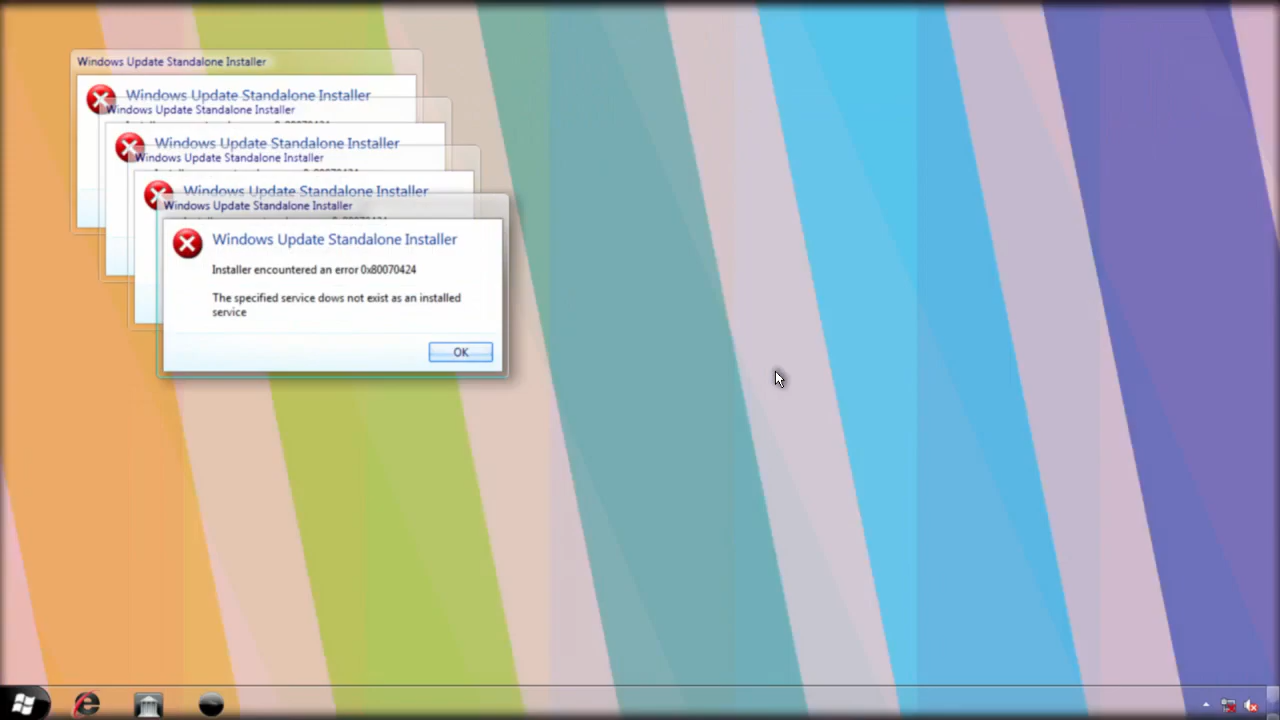 Windows Update Standalone Installer
Windows Update Standalone Installer
Windows Update Standalone Installer
Windows Update Standalone Installer
Windows Update Standalone Installer
Windows Update Standalone Installer
Windows Update Standalone Installer
Windows Update Standalone Installer
Installer encountered an error 0x80070424
The specified service dows not exist as an installed
service
OK